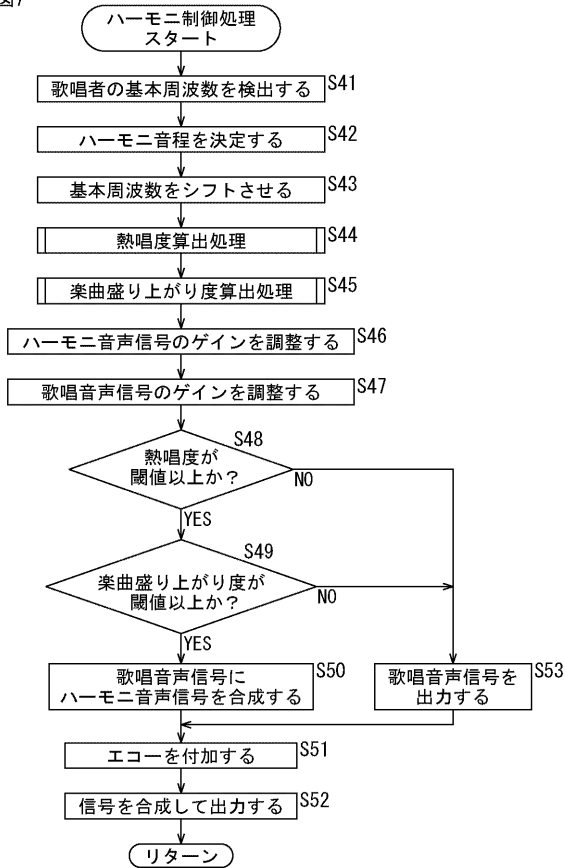 図7
ハーモニ制御処理
スタート
歌唱者の基本周波数を検出する
S41
ハーモニ音程を決定する
S42
基本周波数をシフトさせる
S43
熱唱度算出処理
S44
楽曲盛り上がり度算出処理
S45
ハーモニ音声信号のゲインを調整する
S46
歌唱音声信号のゲインを調整する
S47
S48
熱唱度が
閾値以上か?
NO
YES
S49
楽曲盛り上がり度が
閾値以上か?
NO
YES
歌唱音声信号に
ハーモニ音声信号を合成する
S50
歌唱音声信号を
出力する
S53
エコーを付加する
S51
信号を合成して出力する
S52
リターン